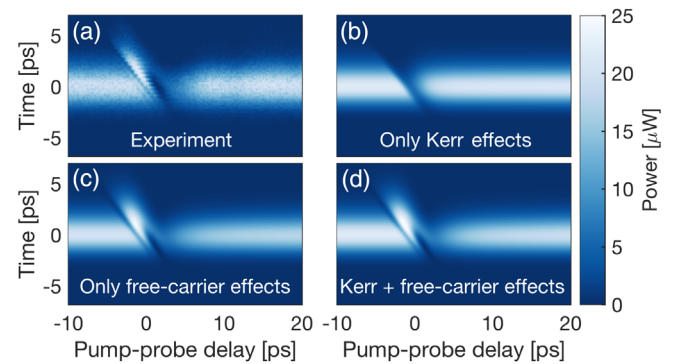 (a)
(b)
25
5
0
-5
Time [ps]
Experiment
Only Kerr effects
20
15
10
5
0
Power [μW]
(c)
(d)
5
0
-5
Time [ps]
Only free-carrier effects
Kerr + free-carrier effects
-10 0 10 20
-10 0 10 20
Pump-probe delay [ps]
Pump-probe delay [ps]